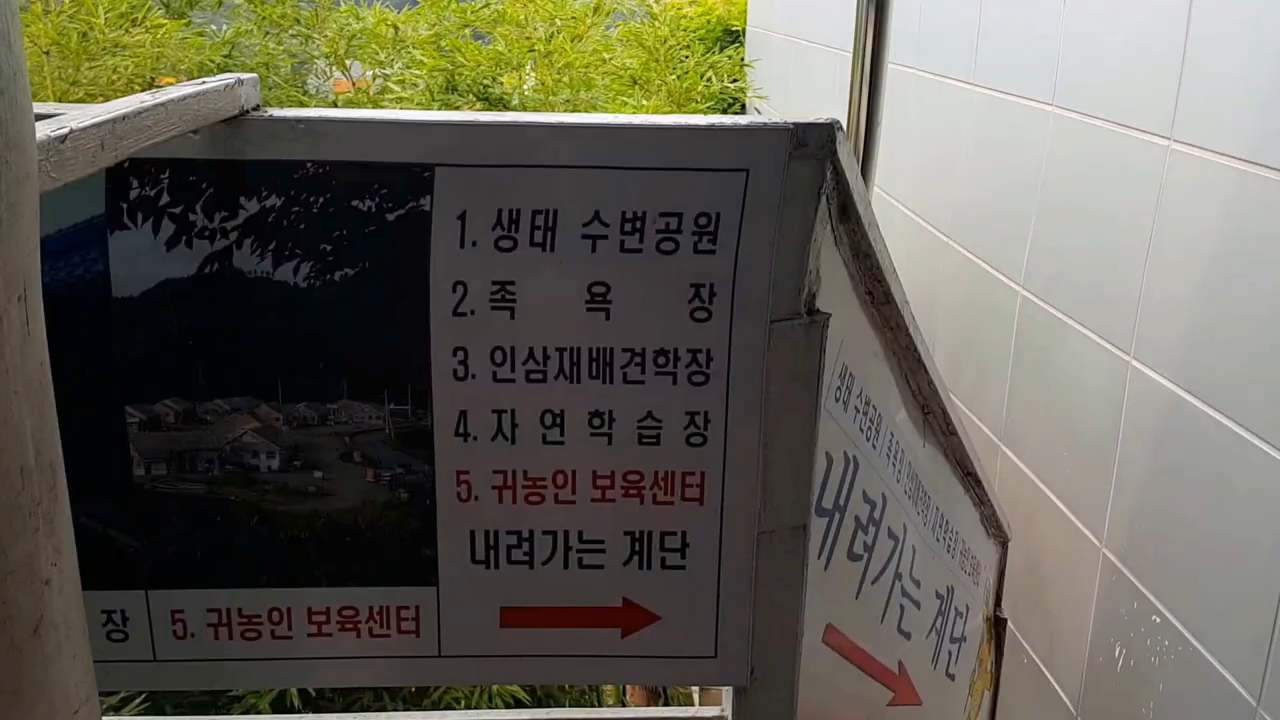 1. 생태 수변공원
2. 족 욕 장
3. 인삼재배견학장
4. 자 연 학 습 장
5. 귀농인 보육센터
내려가는 계단
장
5. 귀농인 보육센터
생태 수변공원 / 족욕장 / 인삼재배견학장 / 자연학습장 / 귀농인 보육센터
내려가는 계단